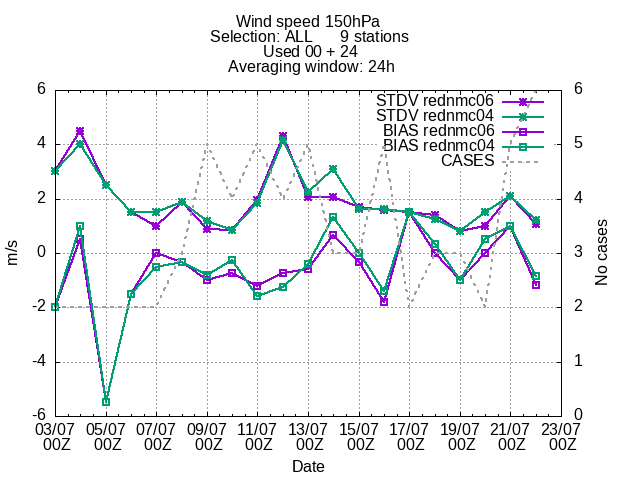 Wind speed 150hPa
Selection: ALL 9 stations
Used 00 + 24
Averaging window: 24h
STDV rednmc06
STDV rednmc04
BIAS rednmc06
BIAS rednmc04
CASES
6 4 2 0 -2 -4 -6
m/s
6 5 4 3 2 1 0
No cases
03/07 05/07 07/07 09/07 11/07 13/07 15/07 17/07 19/07 21/07 23/07
00Z 00Z 00Z 00Z 00Z 00Z 00Z 00Z 00Z 00Z 00Z
Date